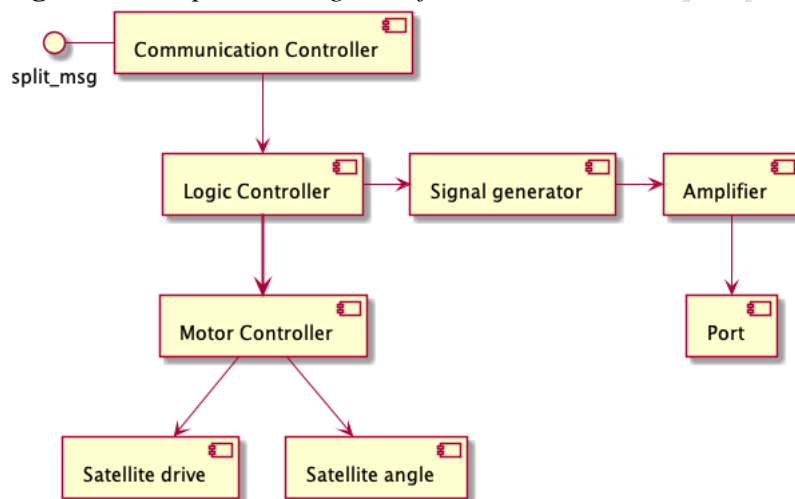 Communication Controller
split_msg
Logic Controller
Signal generator
Amplifier
Motor Controller
Port
Satellite drive
Satellite angle